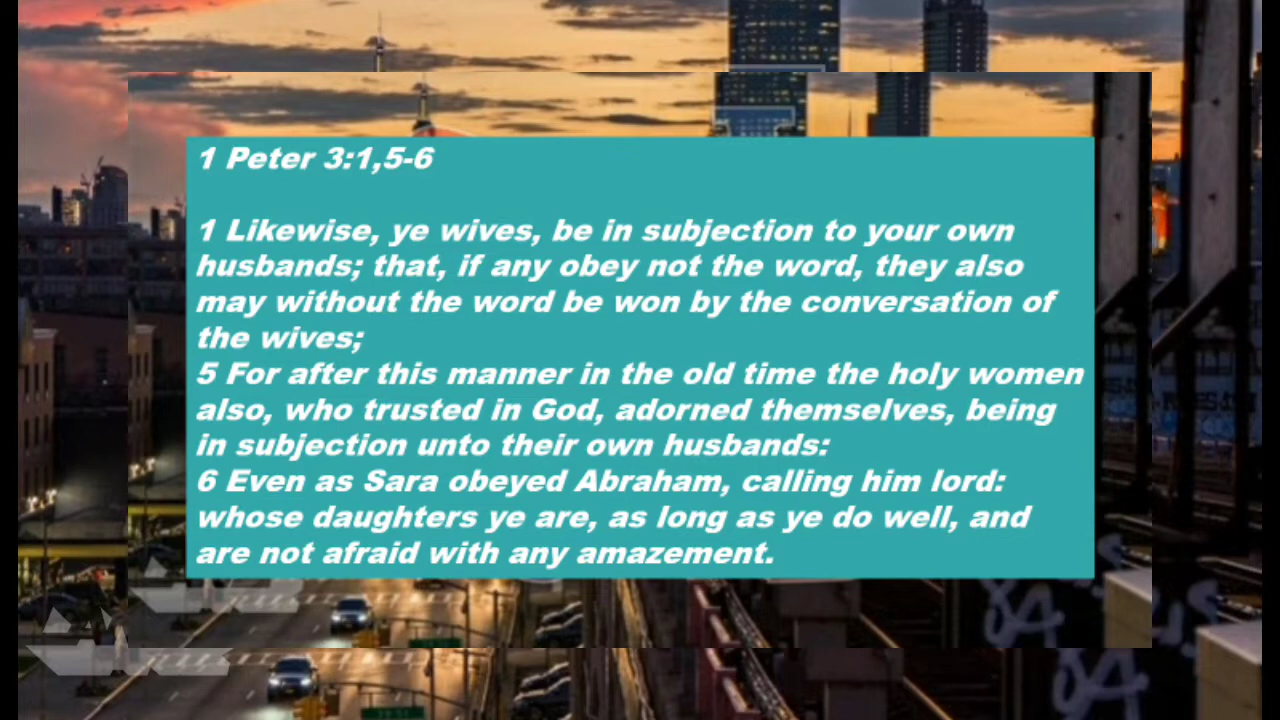 1 Peter 3:1,5-6
1 Likewise, ye wives, be in subjection to your own
husbands; that, if any obey not the word, they also
may without the word be won by the conversation of
the wives;
5 For after this manner in the old time the holy women
also, who trusted in God, adorned themselves, being
in subjection unto their own husbands:
6 Even as Sara obeyed Abraham, calling him lord:
whose daughters ye are, as long as ye do well, and
are not afraid with any amazement.